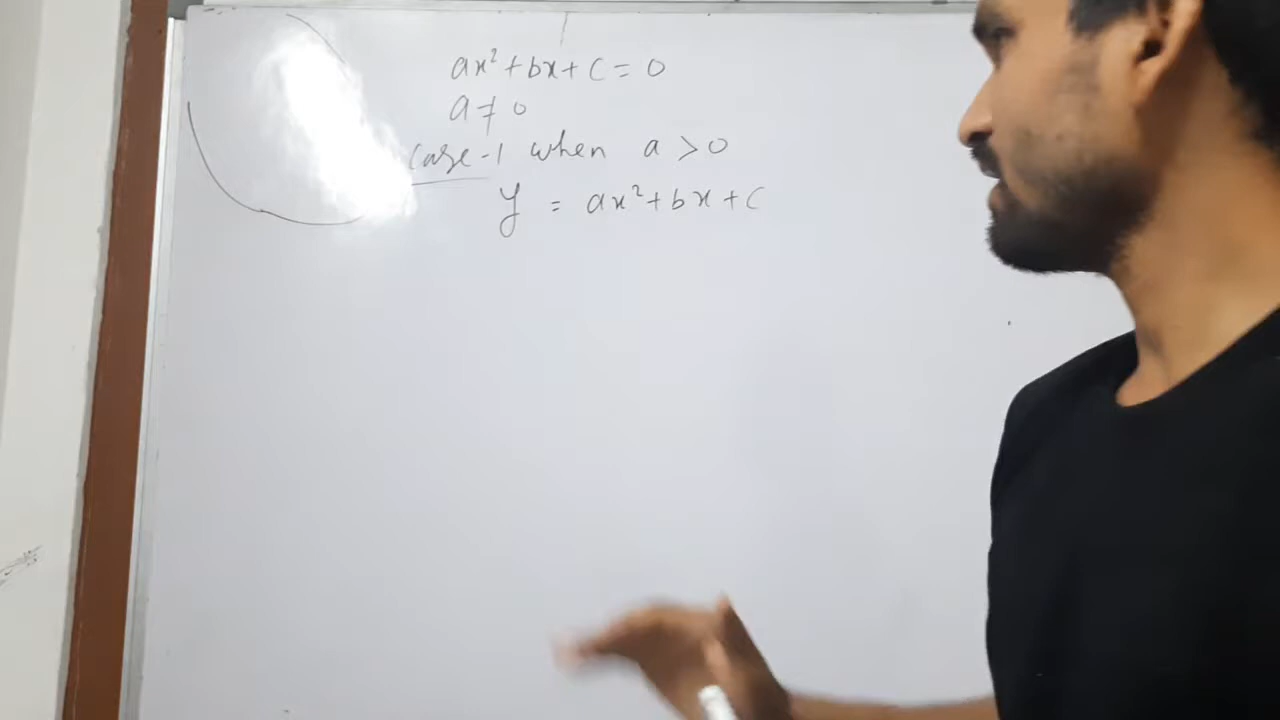 ax² + bx + c = 0
a ≠ 0
case-1 when a > 0
y = ax² + bx + c